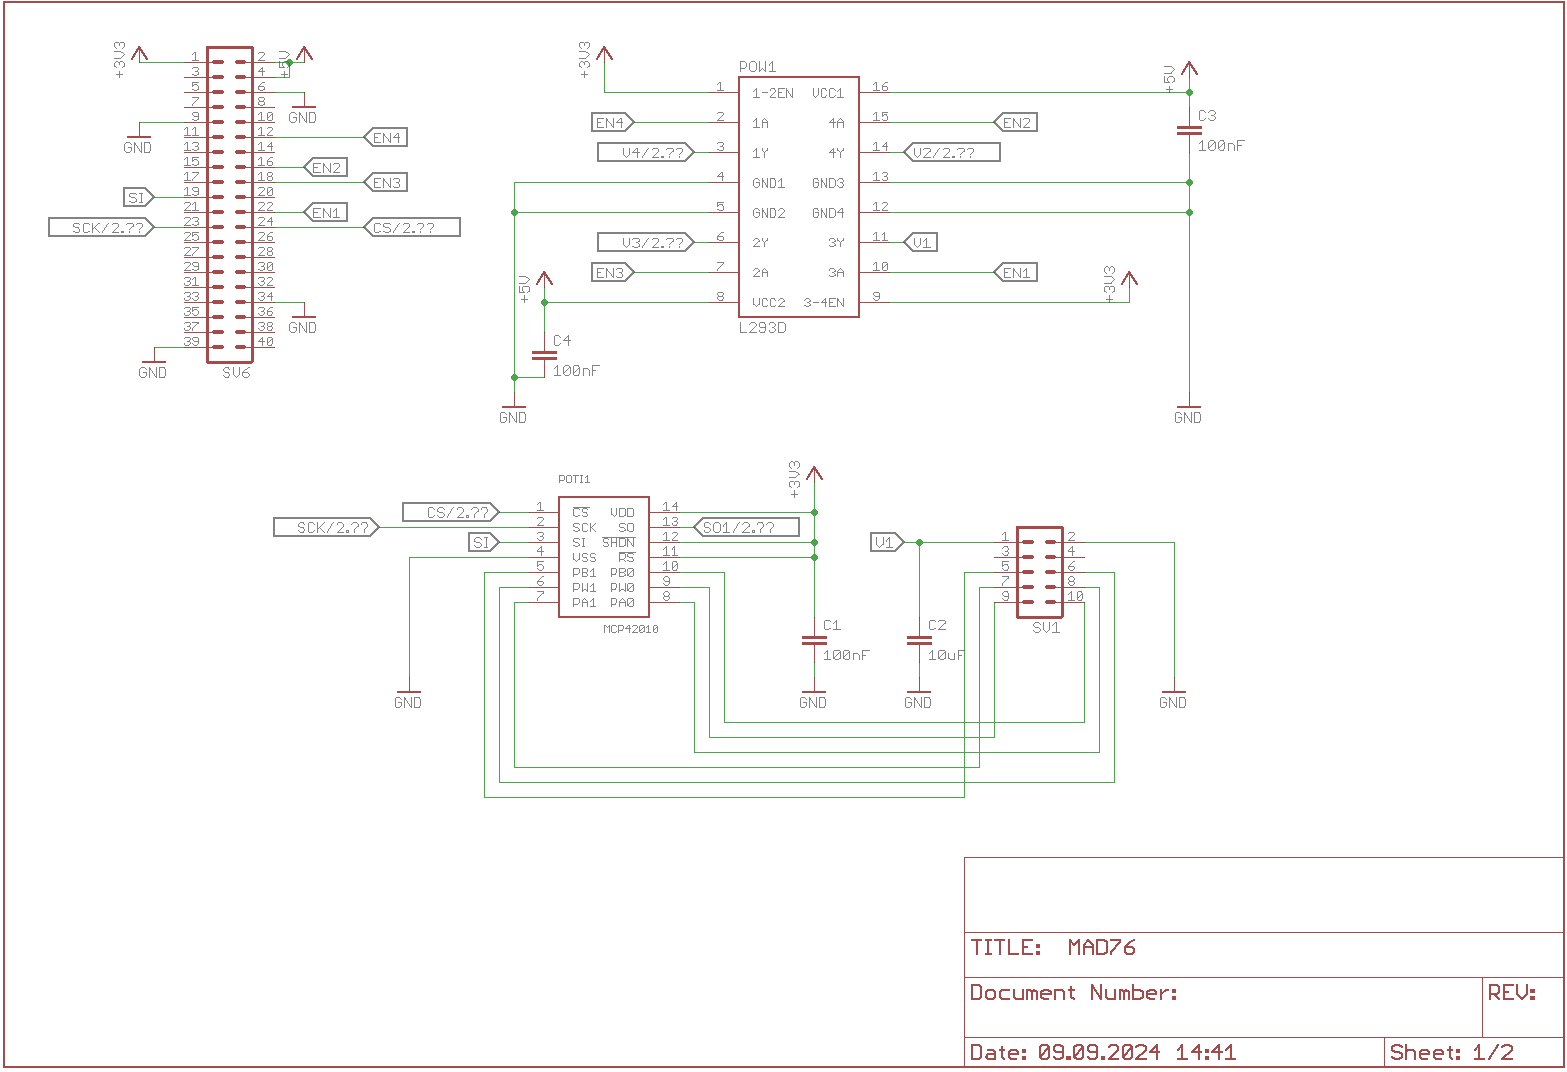 +3V3
1 2
+5V
3 4
5 6
7 8
GND
9 10
11 12
EN4
GND
13 14
15 16
EN2
17 18
EN3
SI
19 20
21 22
EN1
SCK/2.??
23 24
CS/2.??
25 26
27 28
29 30
31 32
33 34
35 36
GND
37 38
39 40
GND
SV6
+3V3
POW1
+5V
1 1-2EN VCC1 16
EN4
2 1A 4A 15
EN2
C3
100nF
V4/2.??
3 1Y 4Y 14
V2/2.??
4 GND1 GND3 13
5 GND2 GND4 12
V3/2.??
6 2Y 3Y 11
V1
EN3
7 2A 3A 10
EN1
+5V
8 VCC2 3-4EN 9
+3V3
L293D
C4
100nF
GND
GND
POTI1
+3V3
CS/2.??
1 CS VDD 14
SCK/2.??
2 SCK SO 13
SO1/2.??
SI
3 SI SHDN 12
4 VSS RS 11
5 PB1 PB0 10
6 PW1 PW0 9
7 PA1 PA0 8
MCP42010
GND
C1
100nF
GND
V1
C2
10uF
GND
1 2
3 4
5 6
7 8
9 10
SV1
GND
TITLE: MAD76
Document Number:
REV:
Date: 09.09.2024 14:41
Sheet: 1/2